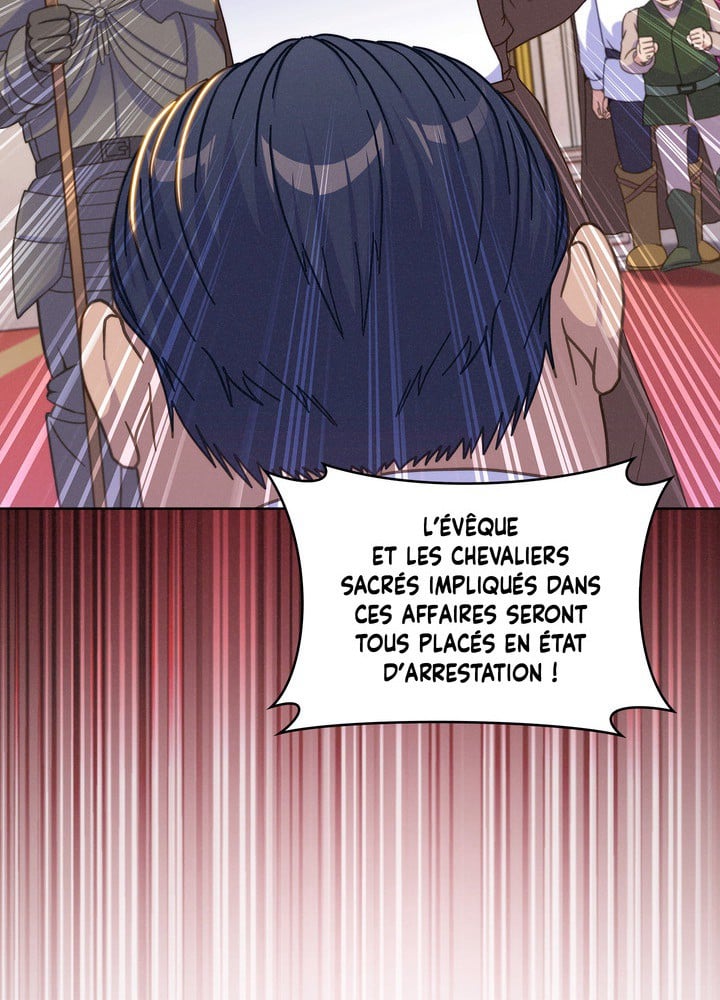 L'ÉVÊQUE
ET LES CHEVALIERS
SACRÉS IMPLIQUÉS DANS
CES AFFAIRES SERONT
TOUS PLACÉS EN ÉTAT
D'ARRESTATION !